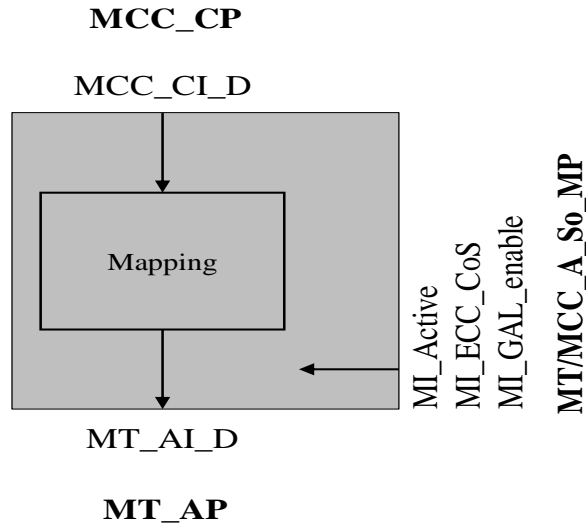 MCC_CP
MCC_CI_D
Mapping
MI_Active
MI_ECC_CoS
MI_GAL_enable
MT/MCC_A_So_MP
MT_AI_D
MT_AP